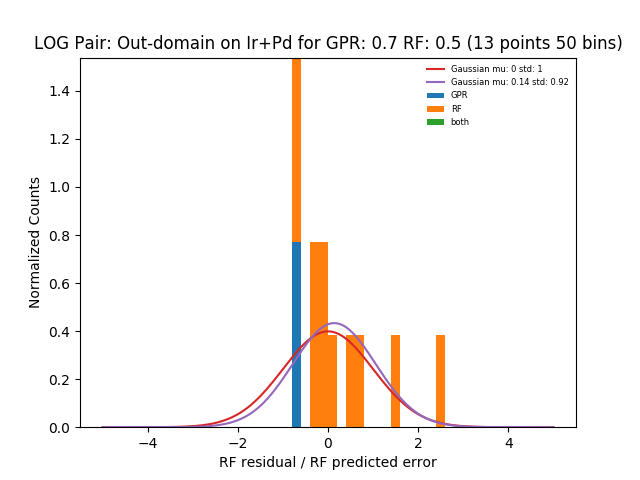 LOG Pair: Out-domain on Ir+Pd for GPR: 0.7 RF: 0.5 (13 points 50 bins)
Gaussian mu: 0 std: 1
Gaussian mu: 0.14 std: 0.92
GPR
RF
both
Normalized Counts
1.4
1.2
1.0
0.8
0.6
0.4
0.2
0.0
−4 −2 0 2 4
RF residual / RF predicted error